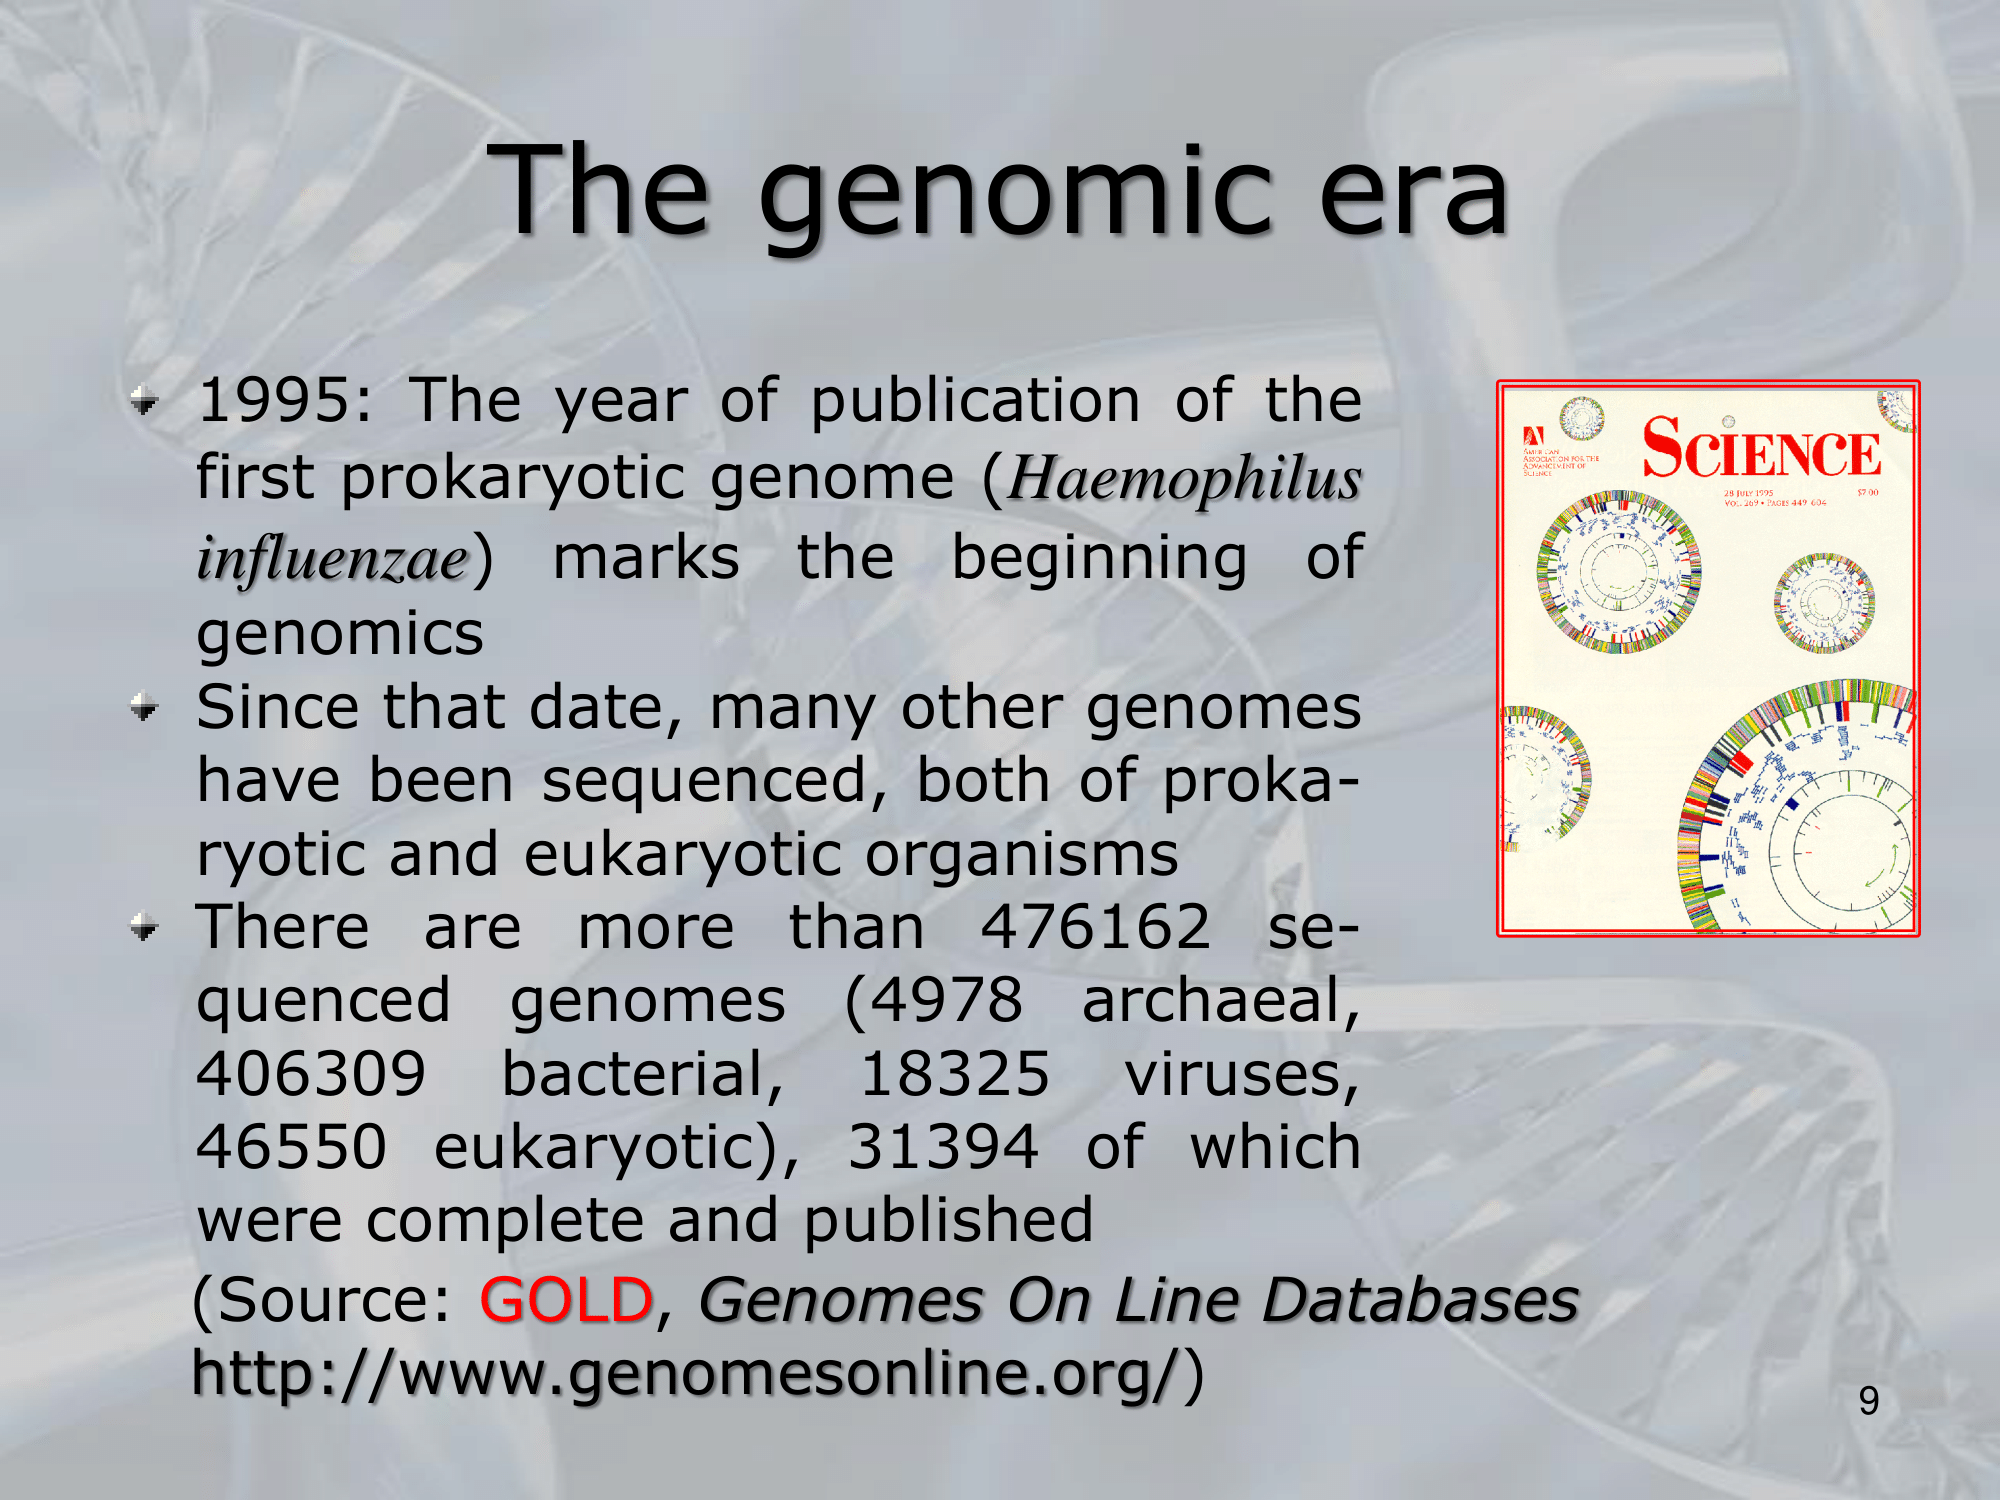 The genomic era
1995: The year of publication of the
first prokaryotic genome (Haemophilus
influenzae) marks the beginning of
genomics
Since that date, many other genomes
have been sequenced, both of proka-
ryotic and eukaryotic organisms
There are more than 476162 se-
quenced genomes (4978 archaeal,
406309 bacterial, 18325 viruses,
46550 eukaryotic), 31394 of which
were complete and published
(Source: GOLD, Genomes On Line Databases
http://www.genomesonline.org/)
AMERICAN
ASSOCIATION FOR THE
ADVANCEMENT OF
SCIENCE
SCIENCE
28 JULY 1995 $7.00
VOL. 269 • PAGES 449-604
9